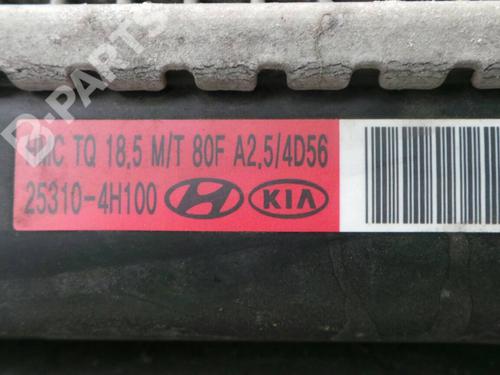 B-PARTS
HMC TQ 18,5 M/T 80F A2,5/4D56
25310-4H100 KIA